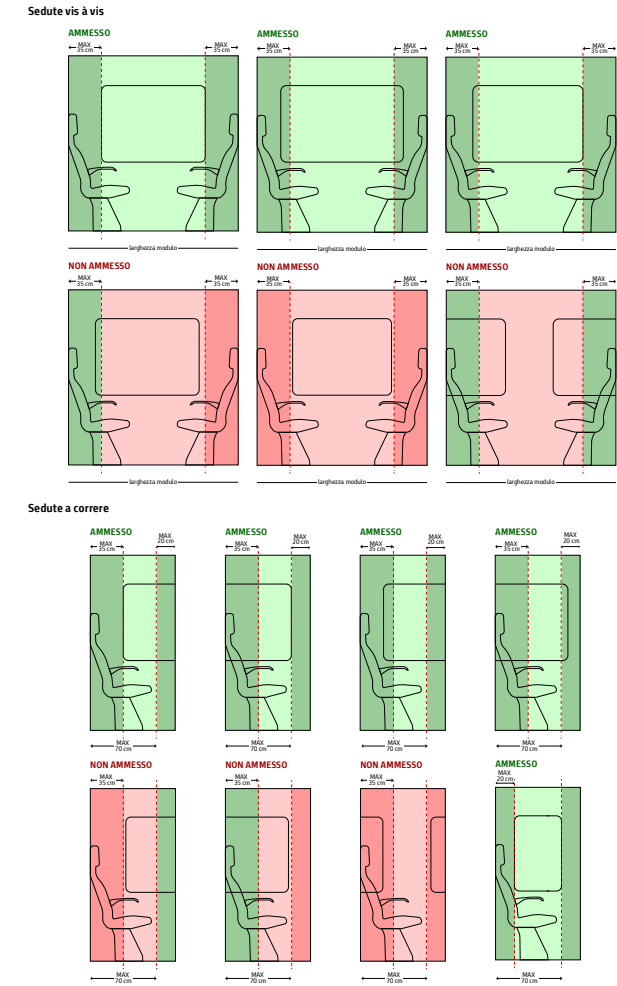 Sedute vis à vis
AMMESSO AMMESSO AMMESSO
MAX MAX MAX MAX MAX MAX
35 cm 35 cm 35 cm 35 cm 35 cm 35 cm
larghezza modulo larghezza modulo larghezza modulo
NON AMMESSO NON AMMESSO NON AMMESSO
MAX MAX MAX MAX MAX MAX
35 cm 35 cm 35 cm 35 cm 35 cm 35 cm
larghezza modulo larghezza modulo larghezza modulo
Sedute a correre
AMMESSO AMMESSO AMMESSO AMMESSO
MAX MAX MAX MAX MAX MAX MAX MAX
35 cm 20 cm 35 cm 20 cm 35 cm 20 cm 35 cm 20 cm
MAX MAX MAX MAX
70 cm 70 cm 70 cm 70 cm
NON AMMESSO NON AMMESSO NON AMMESSO AMMESSO
MAX MAX MAX MAX
35 cm 35 cm 35 cm 20 cm
MAX MAX MAX MAX
70 cm 70 cm 70 cm 70 cm